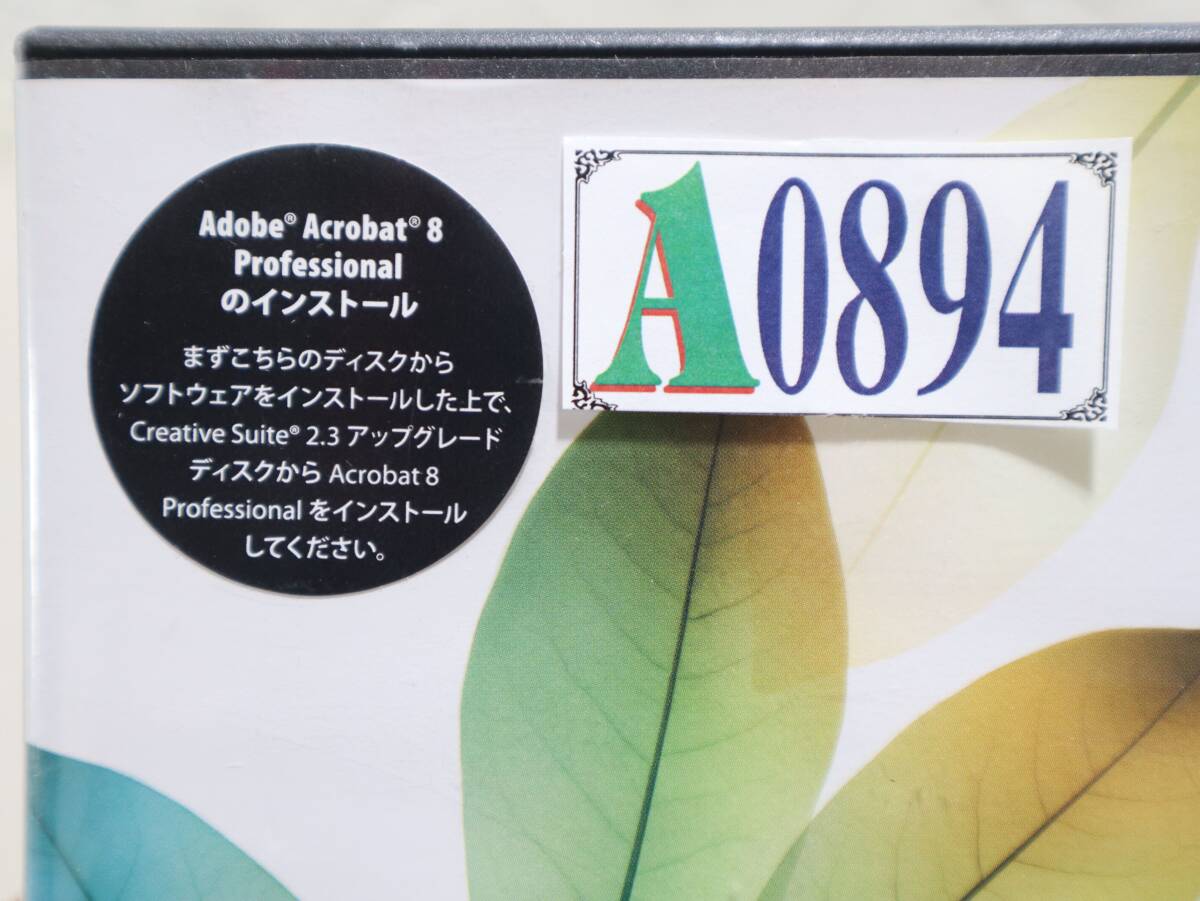 Adobe® Acrobat® 8
Professional
のインストール
まずこちらのディスクから
ソフトウェアをインストールした上で、
Creative Suite® 2.3 アップグレード
ディスクから Acrobat 8
Professional をインストール
してください。
A0894